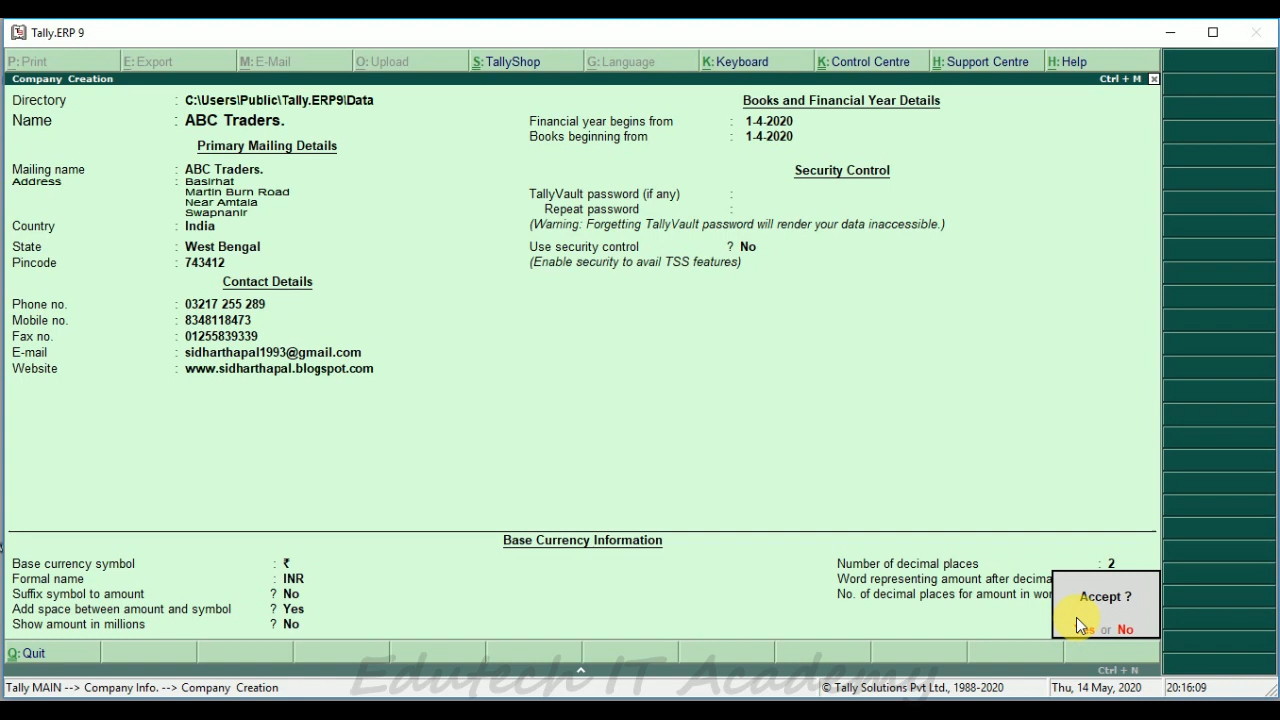 Tally.ERP 9
P: Print E: Export M: E-Mail O: Upload S: TallyShop G: Language K: Keyboard K: Control Centre H: Support Centre H: Help
Company Creation Ctrl + M x
Directory : C:\Users\Public\Tally.ERP9\Data
Name : ABC Traders.
Primary Mailing Details
Mailing name : ABC Traders.
Address : Basirhat
Martin Burn Road
Near Amtala
Swapnanir
Country : India
State : West Bengal
Pincode : 743412
Contact Details
Phone no. : 03217 255 289
Mobile no. : 8348118473
Fax no. : 01255839339
E-mail : sidharthapal1993@gmail.com
Website : www.sidharthapal.blogspot.com
Books and Financial Year Details
Financial year begins from : 1-4-2020
Books beginning from : 1-4-2020
Security Control
TallyVault password (if any) :
Repeat password :
(Warning: Forgetting TallyVault password will render your data inaccessible.)
Use security control ? No
(Enable security to avail TSS features)
Base Currency Information
Base currency symbol : ₹
Formal name : INR
Suffix symbol to amount ? No
Add space between amount and symbol ? Yes
Show amount in millions ? No
Number of decimal places : 2
Word representing amount after
No. of decimal places for amount in
Accept ?
or No
Q: Quit
Edutech IT Academy
Ctrl + N
Tally MAIN --> Company Info. --> Company Creation © Tally Solutions Pvt Ltd., 1988-2020 Thu, 14 May, 2020 20:16:09